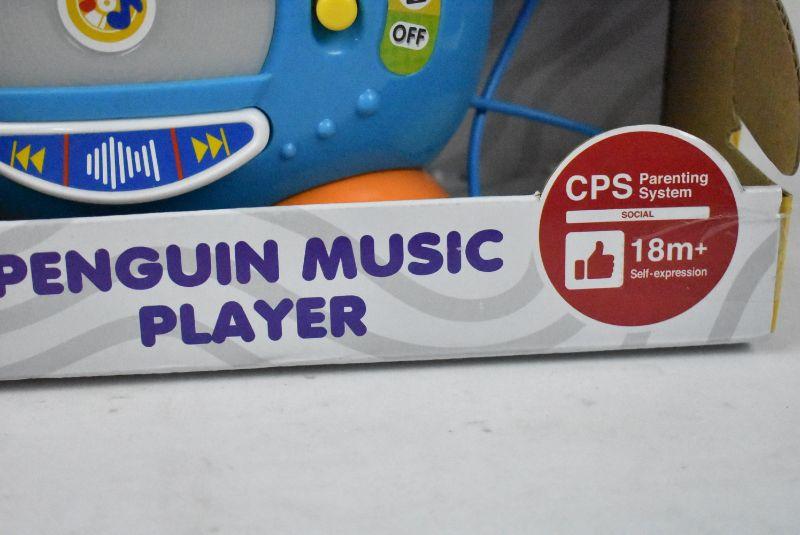 OFF
PENGUIN MUSIC
PLAYER
CPS Parenting
System
SOCIAL
18m+
Self-expression